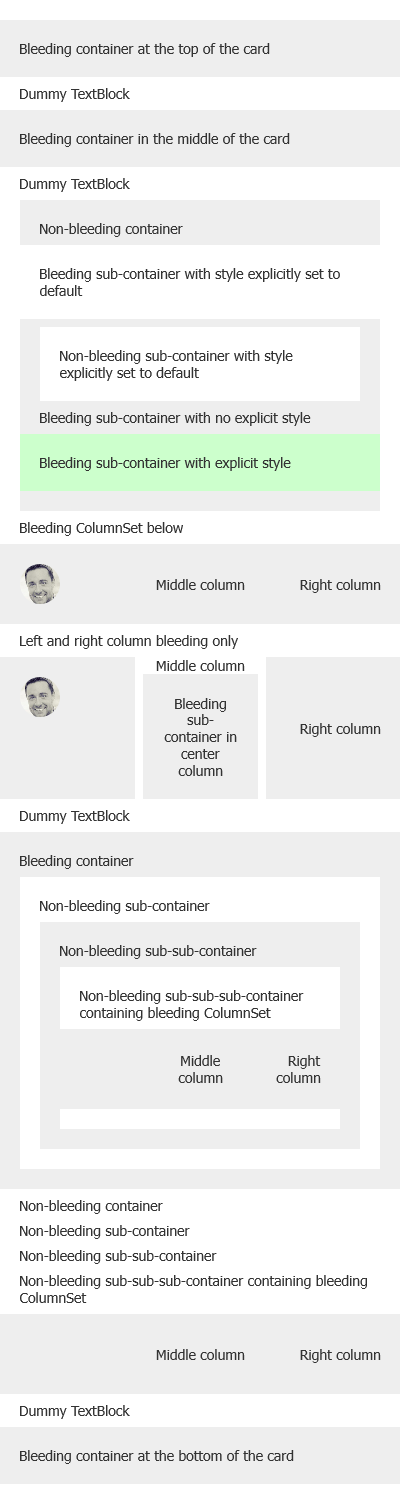 Bleeding container at the top of the card
Dummy TextBlock
Bleeding container in the middle of the card
Dummy TextBlock
Non-bleeding container
Bleeding sub-container with style explicitly set to
default
Non-bleeding sub-container with style
explicitly set to default
Bleeding sub-container with no explicit style
Bleeding sub-container with explicit style
Bleeding ColumnSet below
Middle column
Right column
Left and right column bleeding only
Middle column
Bleeding
sub-
container in
center
column
Right column
Dummy TextBlock
Bleeding container
Non-bleeding sub-container
Non-bleeding sub-sub-container
Non-bleeding sub-sub-sub-container
containing bleeding ColumnSet
Middle
column
Right
column
Non-bleeding container
Non-bleeding sub-container
Non-bleeding sub-sub-container
Non-bleeding sub-sub-sub-container containing bleeding
ColumnSet
Middle column
Right column
Dummy TextBlock
Bleeding container at the bottom of the card